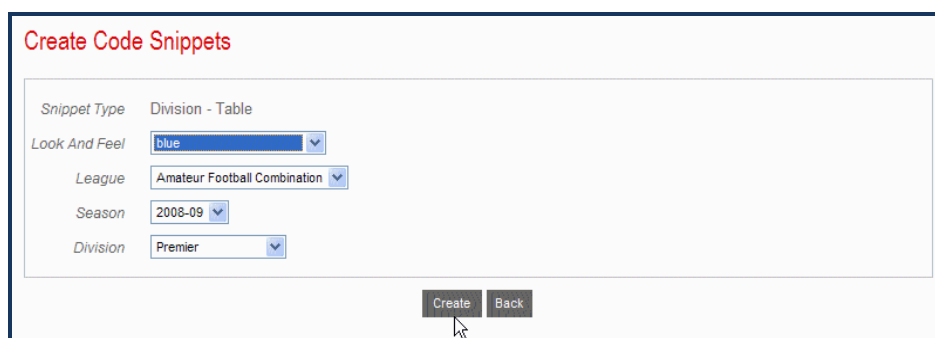 Create Code Snippets
Snippet Type Division - Table
Look And Feel blue
League Amateur Football Combination
Season 2008-09
Division Premier
Create Back